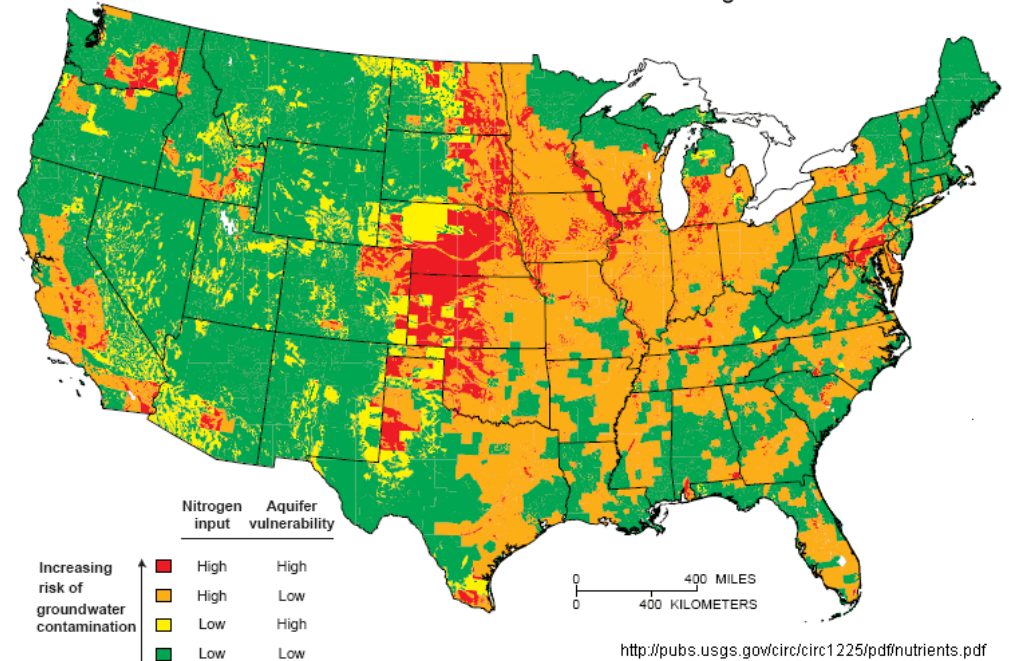 Nitrogen Aquifer
input vulnerability
Increasing
risk of
groundwater
contamination
High High
High Low
Low High
Low Low
0 400 MILES
0 400 KILOMETERS
http://pubs.usgs.gov/circ/circ1225/pdf/nutrients.pdf